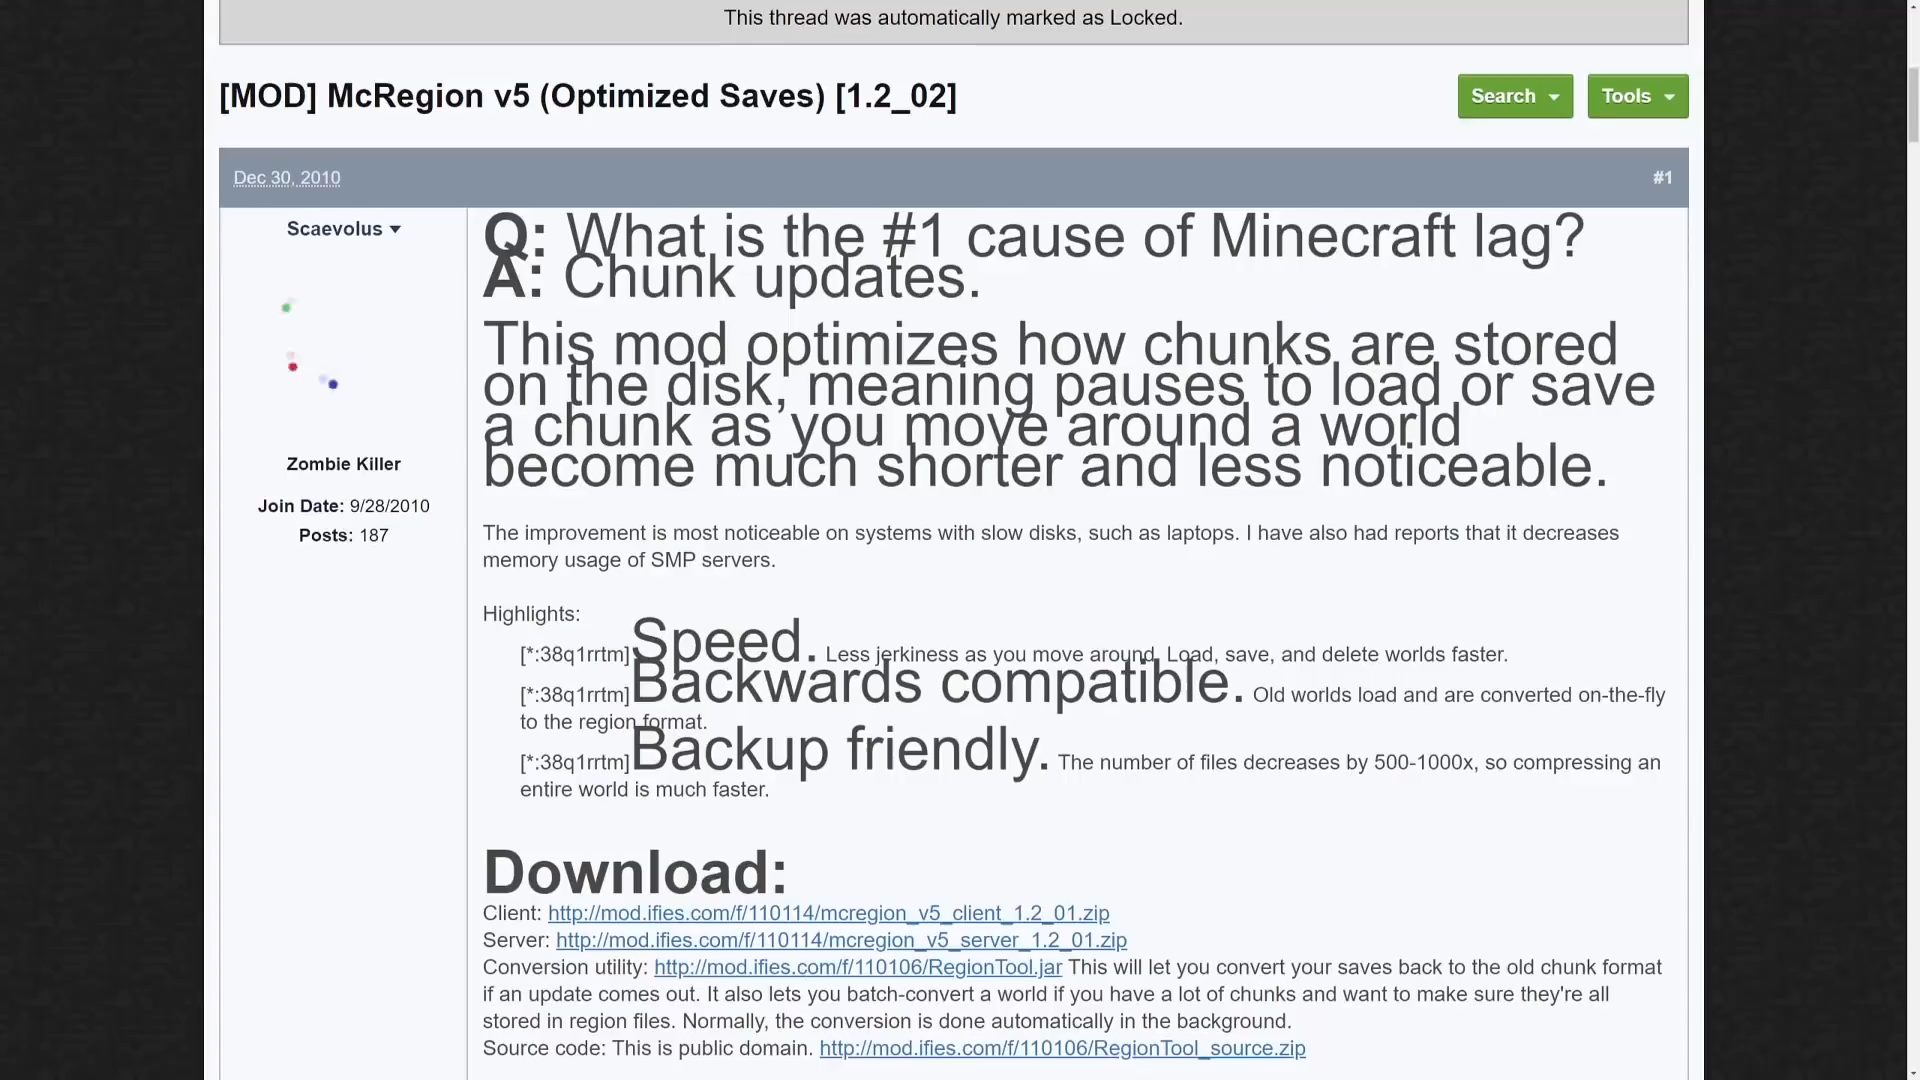 This thread was automatically marked as Locked.
[MOD] McRegion v5 (Optimized Saves) [1.2_02]
Search
Tools
Dec 30, 2010
#1
Scaevolus
Zombie Killer
Join Date: 9/28/2010
Posts: 187
Q: What is the #1 cause of Minecraft lag?
A: Chunk updates.
This mod optimizes how chunks are stored
on the disk, meaning pauses to load or save
a chunk as you move around a world
become much shorter and less noticeable.
The improvement is most noticeable on systems with slow disks, such as laptops. I have also had reports that it decreases
memory usage of SMP servers.
Highlights:
[*:38q1rrtm]Speed. Less jerkiness as you move around. Load, save, and delete worlds faster.
[*:38q1rrtm]Backwards compatible. Old worlds load and are converted on-the-fly
to the region format.
[*:38q1rrtm]Backup friendly. The number of files decreases by 500-1000x, so compressing an
entire world is much faster.
Download:
Client: http://mod.ifies.com/f/110114/mcregion_v5_client_1.2_01.zip
Server: http://mod.ifies.com/f/110114/mcregion_v5_server_1.2_01.zip
Conversion utility: http://mod.ifies.com/f/110106/RegionTool.jar This will let you convert your saves back to the old chunk format
if an update comes out. It also lets you batch-convert a world if you have a lot of chunks and want to make sure they're all
stored in region files. Normally, the conversion is done automatically in the background.
Source code: This is public domain. http://mod.ifies.com/f/110106/RegionTool_source.zip